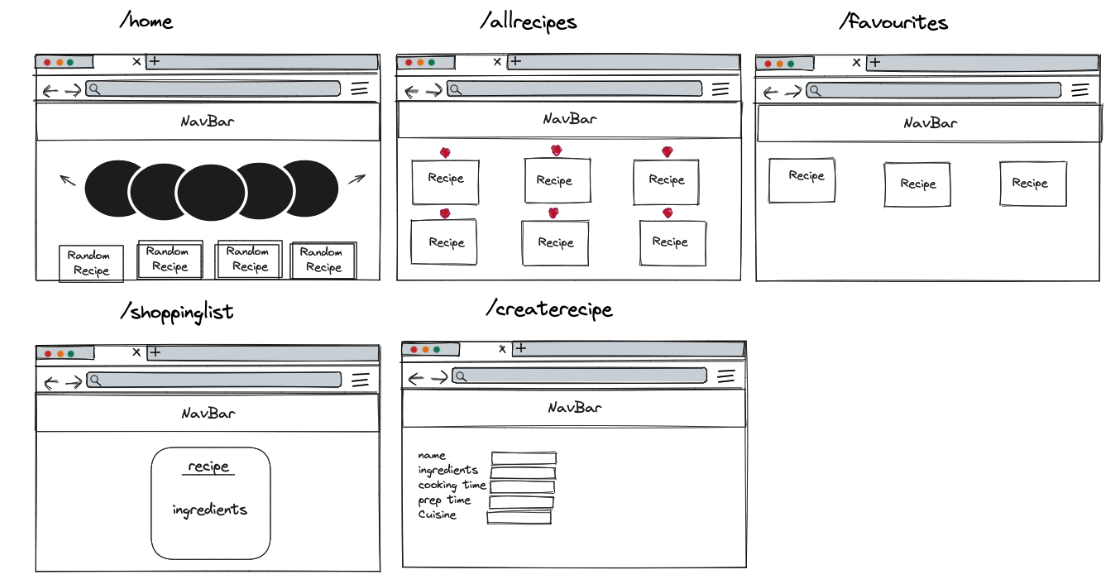 /home
/allrecipes
/favourites
NavBar
NavBar
NavBar
Random
Recipe
Random
Recipe
Random
Recipe
Random
Recipe
Recipe
Recipe
Recipe
Recipe
Recipe
Recipe
Recipe
Recipe
Recipe
/shoppinglist
/createrecipe
NavBar
NavBar
recipe
ingredients
name
ingredients
cooking time
prep time
Cuisine